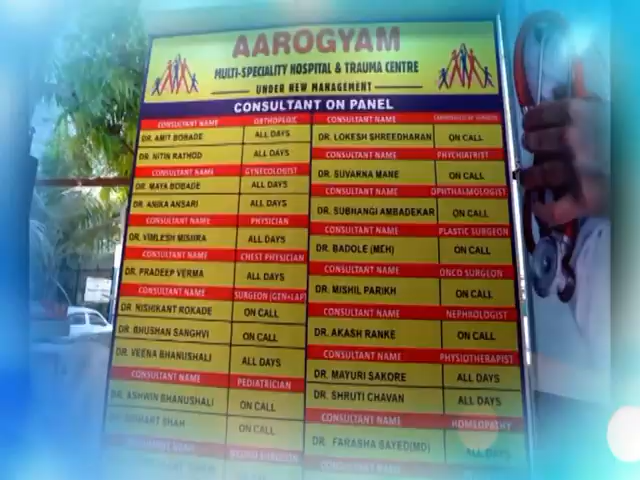 AAROGYAM
MULTI-SPECIALITY HOSPITAL & TRAUMA CENTRE
UNDER NEW MANAGEMENT
CONSULTANT ON PANEL
CONSULTANT NAME ORTHOPEDIC
DR. AMIT BOBADE ALL DAYS
DR. NITIN RATHOD ALL DAYS
CONSULTANT NAME GYNECOLOGIST
DR. MAYA BOBADE ALL DAYS
DR. ANIKA ANSARI ALL DAYS
CONSULTANT NAME PHYSICIAN
DR. VIMLESH MISHRA ALL DAYS
CONSULTANT NAME CHEST PHYSICIAN
DR. PRADEEP VERMA ALL DAYS
CONSULTANT NAME SURGEON (GEN+LAP)
DR. NISHIKANT ROKADE ON CALL
DR. BHUSHAN SANGHVI ON CALL
DR. VEENA BHANUSHALI ALL DAYS
CONSULTANT NAME PEDIATRICIAN
DR. ASHWIN BHANUSHALI ON CALL
SHAH ON CALL
CONSULTANT NAME
DR. LOKESH SHREEDHARAN ON CALL
CONSULTANT NAME PHYCHIATRIST
DR. SUVARNA MANE ON CALL
CONSULTANT NAME OPHTHALMOLOGIST
DR. SUBHANGI AMBADEKAR ON CALL
CONSULTANT NAME PLASTIC SURGEON
DR. BADOLE (MCH) ON CALL
CONSULTANT NAME ONCO SURGEON
DR. MISHIL PARIKH ON CALL
CONSULTANT NAME NEPHROLOGIST
DR. AKASH RANKE ON CALL
CONSULTANT NAME PHYSIOTHERAPIST
DR. MAYURI SAKORE ALL DAYS
DR. SHRUTI CHAVAN ALL DAYS
CONSULTANT NAME HOMEOPATHY
DR. FARASHA SAYED(MD) ALL DAYS
CONSULTANT NAME